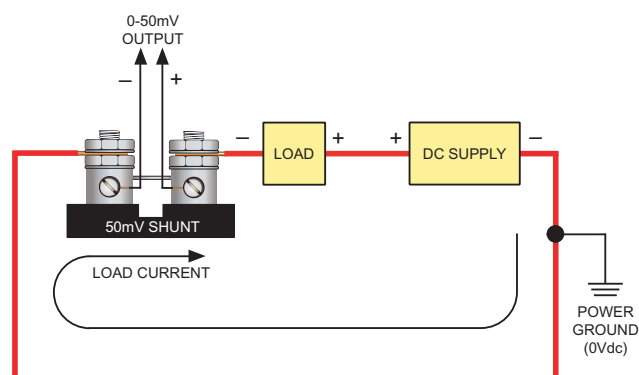 0-50mV
OUTPUT
– +
– LOAD + + DC SUPPLY –
50mV SHUNT
LOAD CURRENT
POWER
GROUND
(0Vdc)